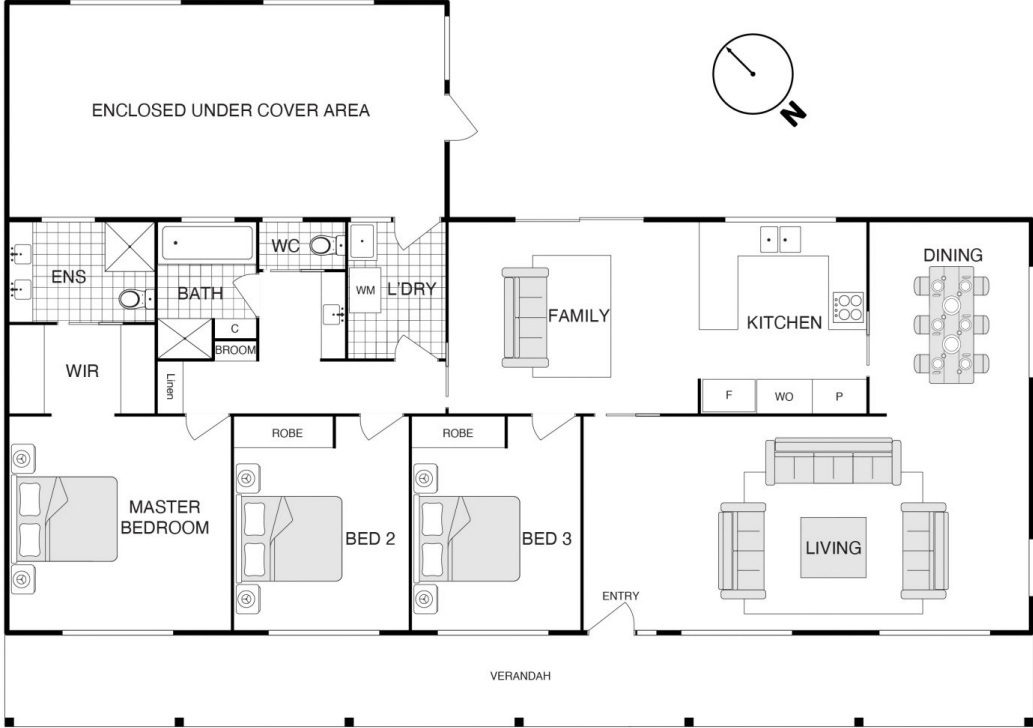 ENCLOSED UNDER COVER AREA
N
ENS
BATH
WC
WM
L'DRY
C
BROOM
WIR
Linen
FAMILY
KITCHEN
DINING
F
WO
P
ROBE
ROBE
MASTER
BEDROOM
BED 2
BED 3
LIVING
ENTRY
VERANDAH